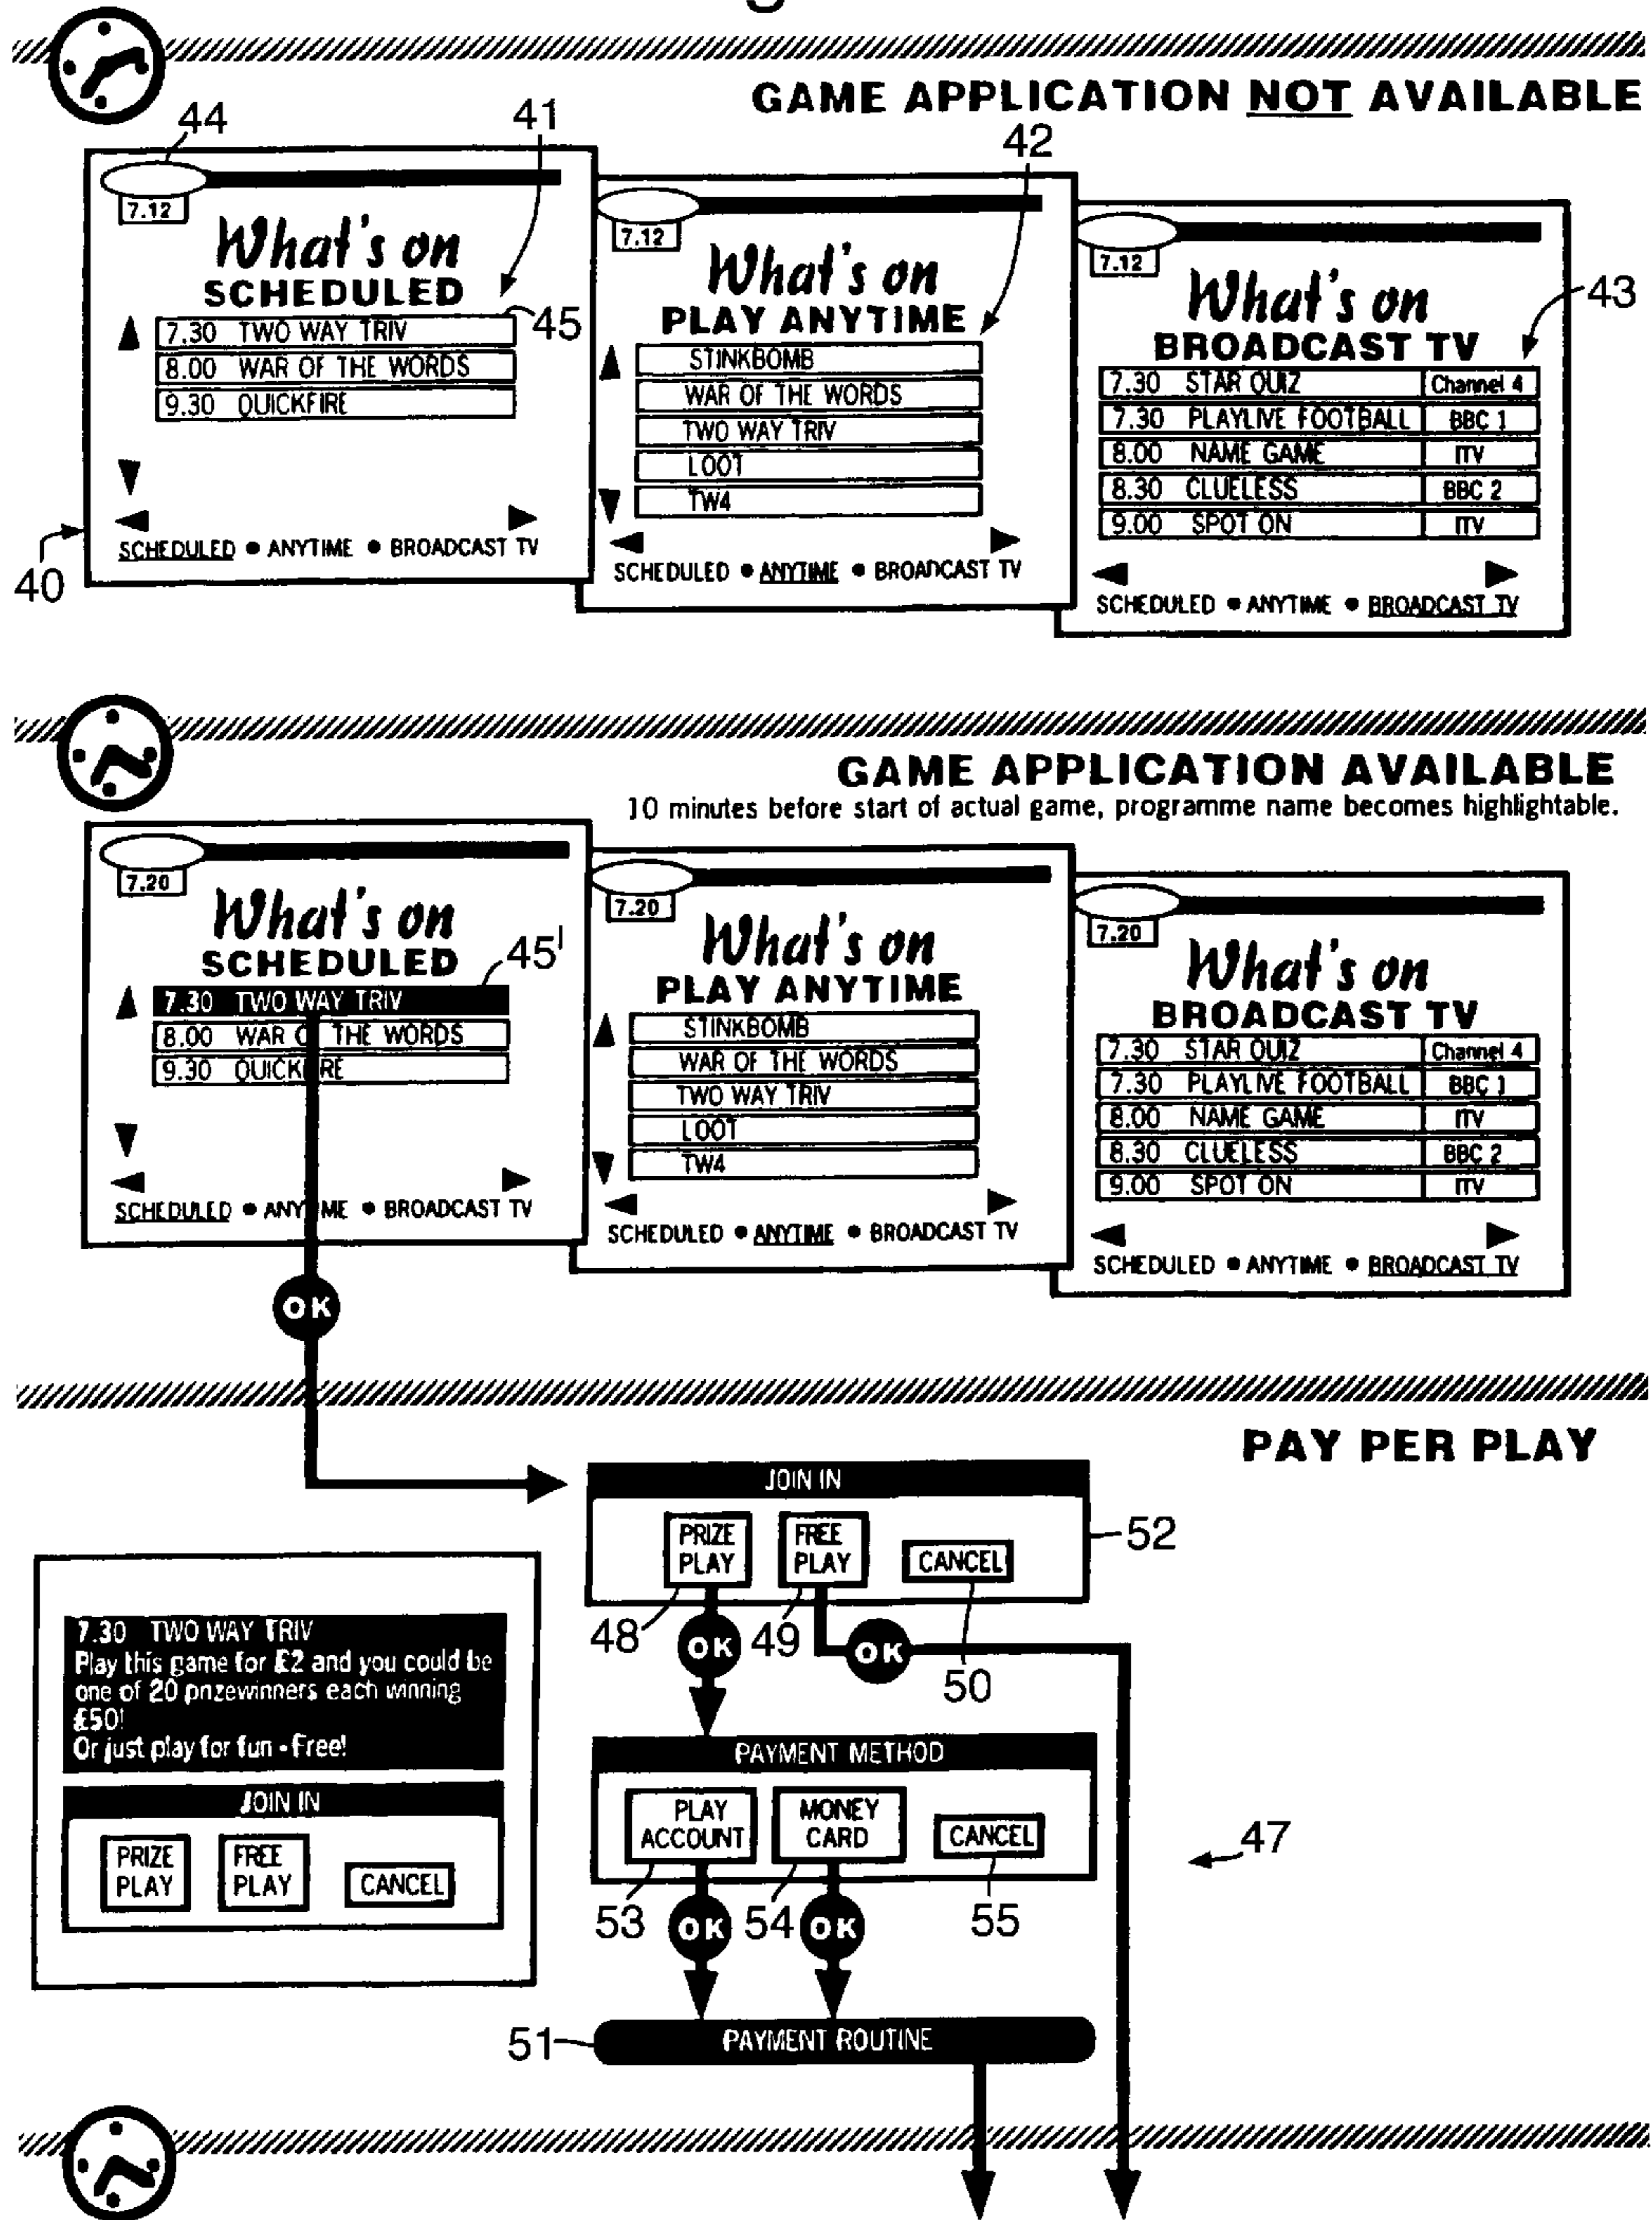 GAME APPLICATION NOT AVAILABLE
44
41
42
7.12
What's on
SCHEDULED
45
7.30 TWO WAY TRIV
8.00 WAR OF THE WORDS
9.30 QUICKFIRE
SCHEDULED • ANYTIME • BROADCAST TV
40
7.12
What's on
PLAY ANYTIME
STINKBOMB
WAR OF THE WORDS
TWO WAY TRIV
LOOT
TW4
SCHEDULED • ANYTIME • BROADCAST TV
7.12
What's on
BROADCAST TV
43
7.30 STAR QUIZ Channel 4
7.30 PLAYLIVE FOOTBALL BBC 1
8.00 NAME GAME ITV
8.30 CLUELESS BBC 2
9.00 SPOT ON ITV
SCHEDULED • ANYTIME • BROADCAST TV
GAME APPLICATION AVAILABLE
10 minutes before start of actual game, programme name becomes highlightable.
7.20
What's on
SCHEDULED
45'
7.30 TWO WAY TRIV
8.00 WAR O THE WORDS
9.30 QUICK RE
SCHEDULED • ANY ME • BROADCAST TV
7.20
What's on
PLAY ANYTIME
STINKBOMB
WAR OF THE WORDS
TWO WAY TRIV
LOOT
TW4
SCHEDULED • ANYTIME • BROADCAST TV
7.20
What's on
BROADCAST TV
7.30 STAR QUIZ Channel 4
7.30 PLAYLIVE FOOTBALL BBC 1
8.00 NAME GAME ITV
8.30 CLUELESS BBC 2
9.00 SPOT ON ITV
SCHEDULED • ANYTIME • BROADCAST TV
OK
PAY PER PLAY
JOIN IN
PRIZE PLAY
FREE PLAY
CANCEL
52
48
OK
49
OK
50
7.30 TWO WAY TRIV
Play this game for £2 and you could be
one of 20 prizewinners each winning
£50!
Or just play for fun - Free!
JOIN IN
PRIZE PLAY
FREE PLAY
CANCEL
PAYMENT METHOD
PLAY ACCOUNT
MONEY CARD
CANCEL
47
53
OK
54
OK
55
51
PAYMENT ROUTINE